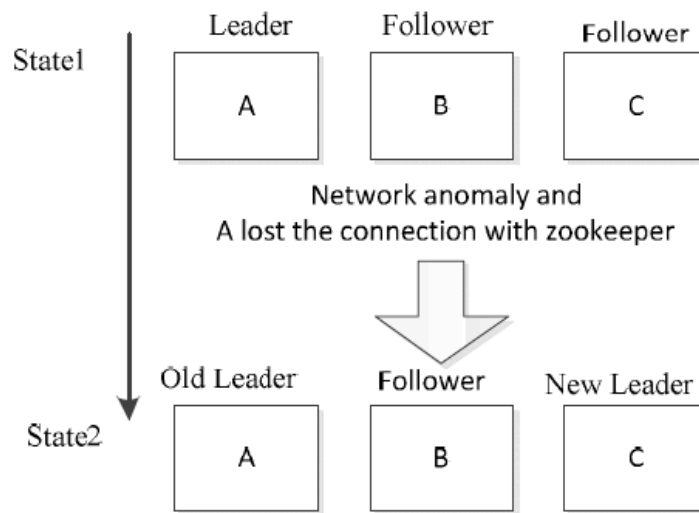 Leader Follower Follower
State1
A B C
Network anomaly and
A lost the connection with zookeeper
Old Leader Follower New Leader
State2
A B C